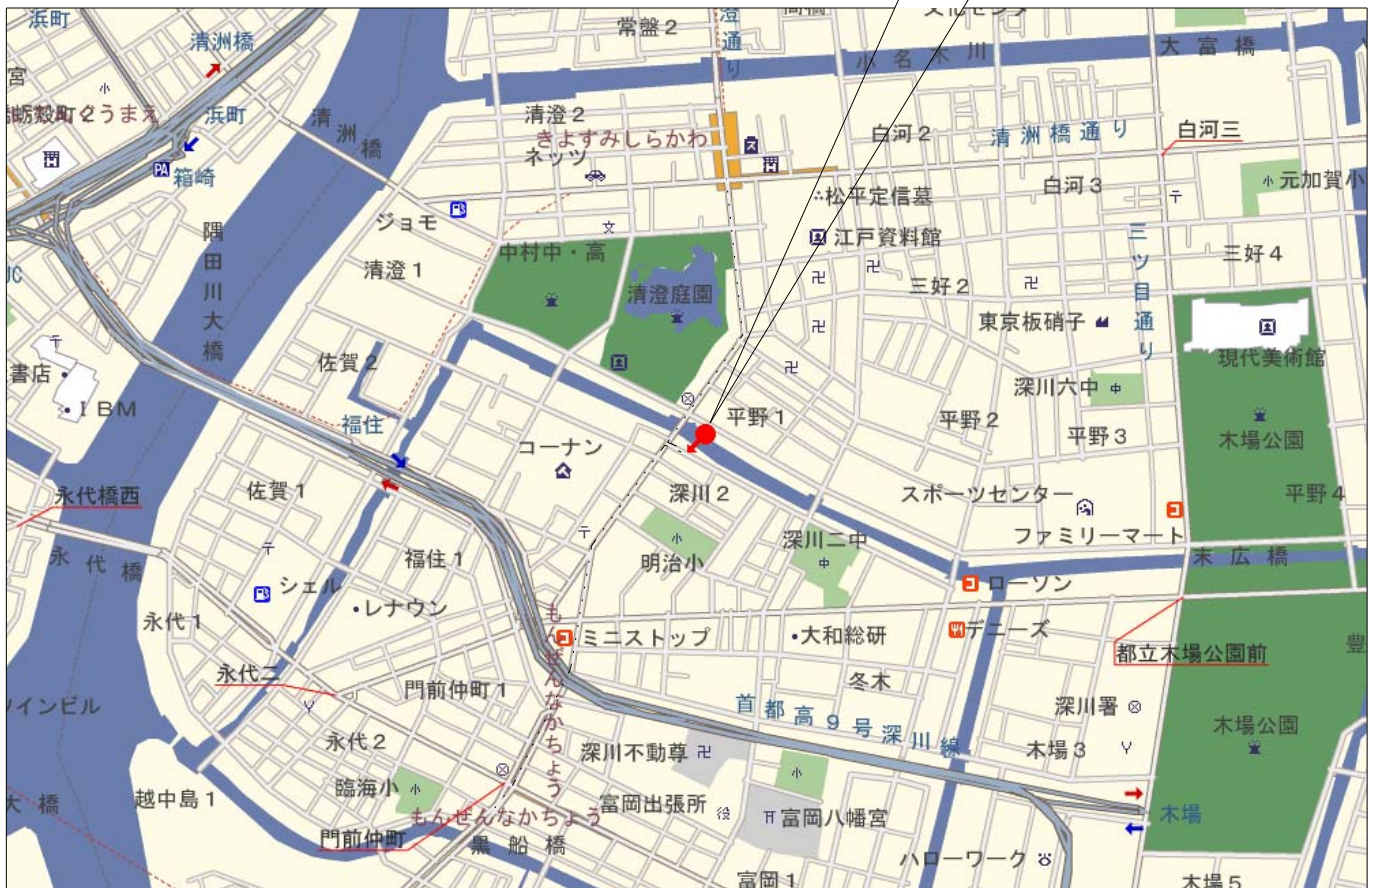 浜町
清洲橋
常盤2
小名木川
大富橋
浜町
清洲橋
清澄2
きよすみしらかわ
ネッツ
白河2
清洲橋通り
白河三
PA
箱崎
ジョモ
松平定信墓
白河3
元加賀小
隅田川大橋
清澄1
中村中・高
清澄庭園
江戸資料館
三ツ目通り
三好4
三好2
東京板硝子
佐賀2
現代美術館
書店
IBM
福住
平野1
深川六中
平野2
平野3
木場公園
コーナン
佐賀1
永代橋西
深川2
スポーツセンター
平野4
ファミリーマート
永代橋
福住1
明治小
深川二中
末広橋
シェル
レナウン
ローソン
永代1
もんぜんなかちょう
ミニストップ
大和総研
デニーズ
都立木場公園前
永代二
門前仲町1
冬木
首都高9号深川線
深川署
木場公園
永代2
深川不動尊
木場3
臨海小
越中島1
大橋
もんぜんなかちょう
富岡出張所
富岡八幡宮
木場
門前仲町
黒船橋
ハローワーク
富岡1
木場5